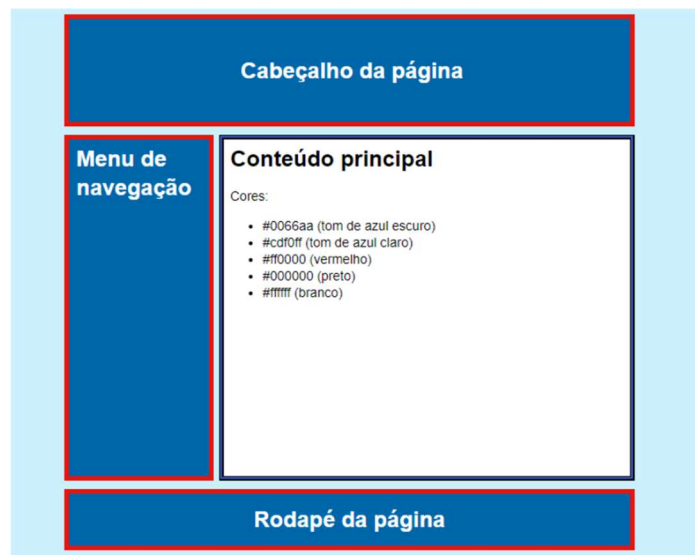 Cabeçalho da página
Menu de
navegação
Conteúdo principal
Cores:
• #0066aa (tom de azul escuro)
• #cdf0ff (tom de azul claro)
• #ff0000 (vermelho)
• #000000 (preto)
• #ffffff (branco)
Rodapé da página